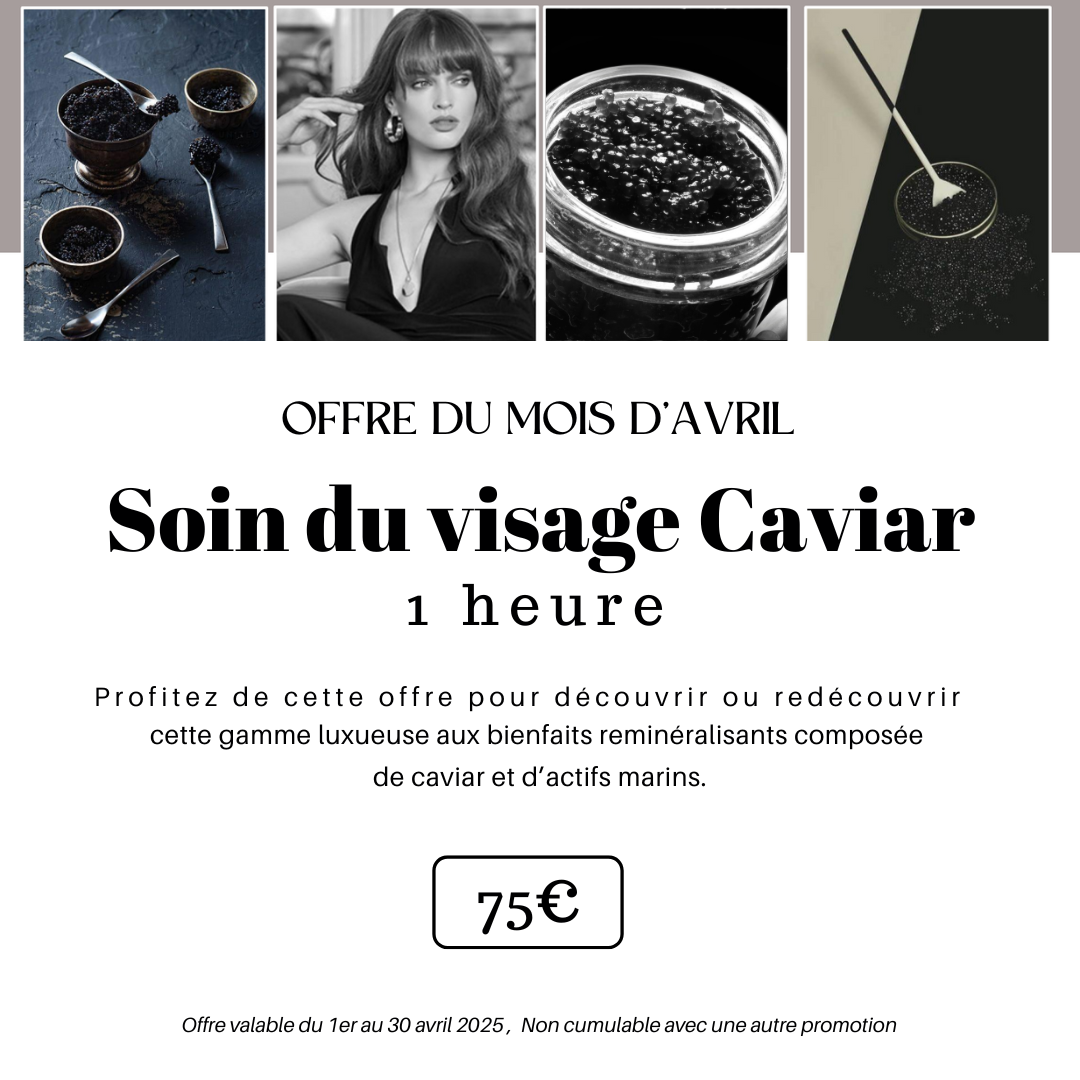 OFFRE DU MOIS D'AVRIL
Soin du visage Caviar
1 heure
Profitez de cette offre pour découvrir ou redécouvrir
cette gamme luxueuse aux bienfaits reminéralisants composée
de caviar et d’actifs marins.
75€
Offre valable du 1er au 30 avril 2025, Non cumulable avec une autre promotion